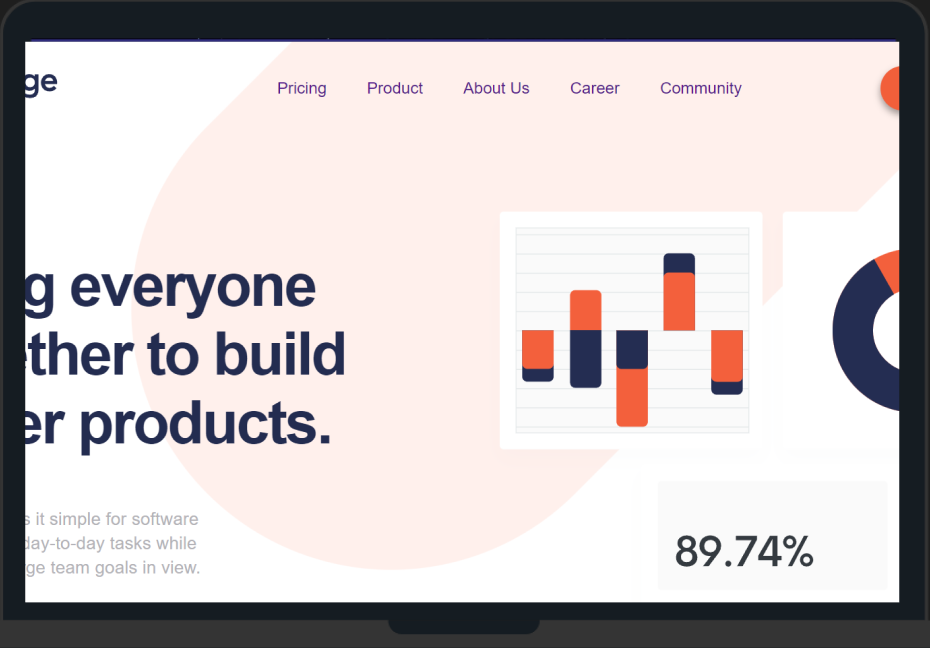 ge
Pricing Product About Us Career Community
g everyone
ether to build
er products.
s it simple for software
day-to-day tasks while
ge team goals in view.
89.74%